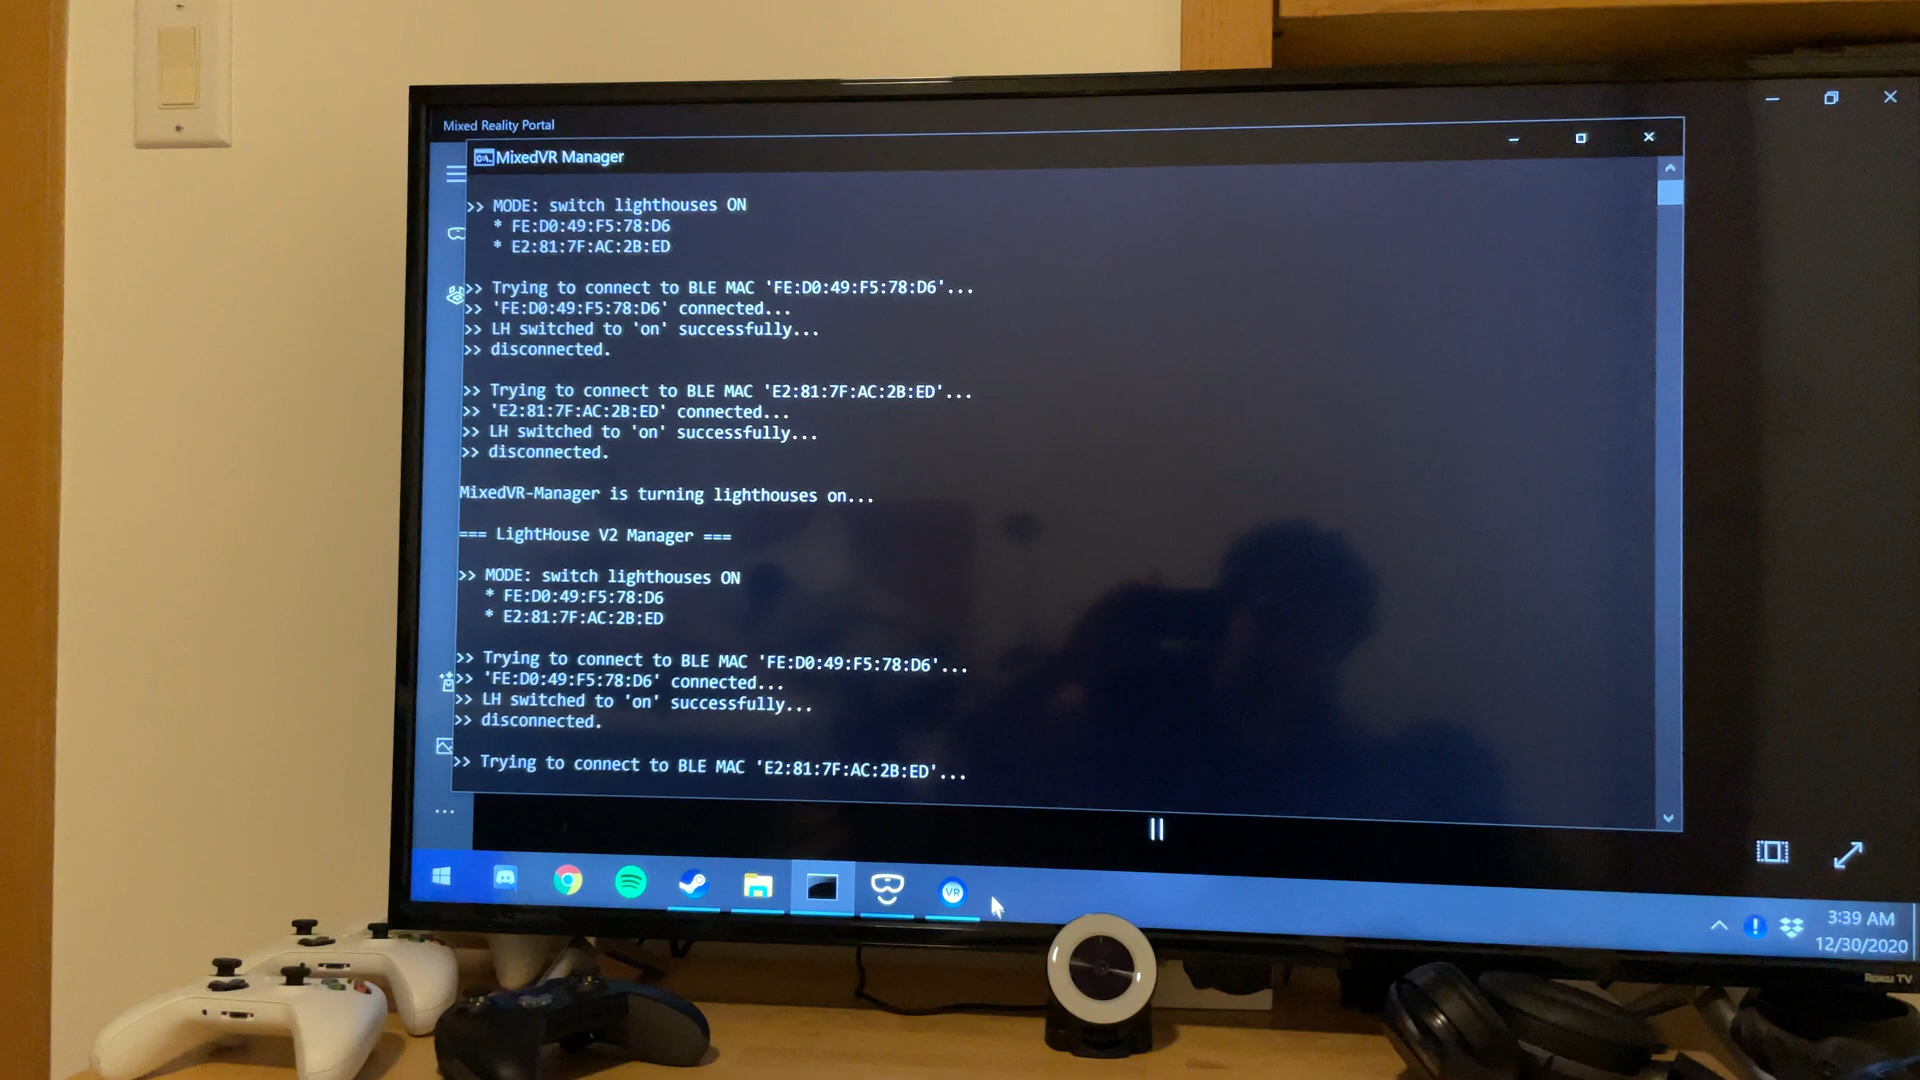 Mixed Reality Portal
MixedVR Manager
>> MODE: switch lighthouses ON
* FE:D0:49:F5:78:D6
* E2:81:7F:AC:2B:ED
>> Trying to connect to BLE MAC 'FE:D0:49:F5:78:D6'...
>> 'FE:D0:49:F5:78:D6' connected...
>> LH switched to 'on' successfully...
>> disconnected.
>> Trying to connect to BLE MAC 'E2:81:7F:AC:2B:ED'...
>> 'E2:81:7F:AC:2B:ED' connected...
>> LH switched to 'on' successfully...
>> disconnected.
MixedVR-Manager is turning lighthouses on...
=== LightHouse V2 Manager ===
>> MODE: switch lighthouses ON
* FE:D0:49:F5:78:D6
* E2:81:7F:AC:2B:ED
>> Trying to connect to BLE MAC 'FE:D0:49:F5:78:D6'...
>> 'FE:D0:49:F5:78:D6' connected...
>> LH switched to 'on' successfully...
>> disconnected.
>> Trying to connect to BLE MAC 'E2:81:7F:AC:2B:ED'...
VR
3:39 AM
12/30/2020
Roku TV